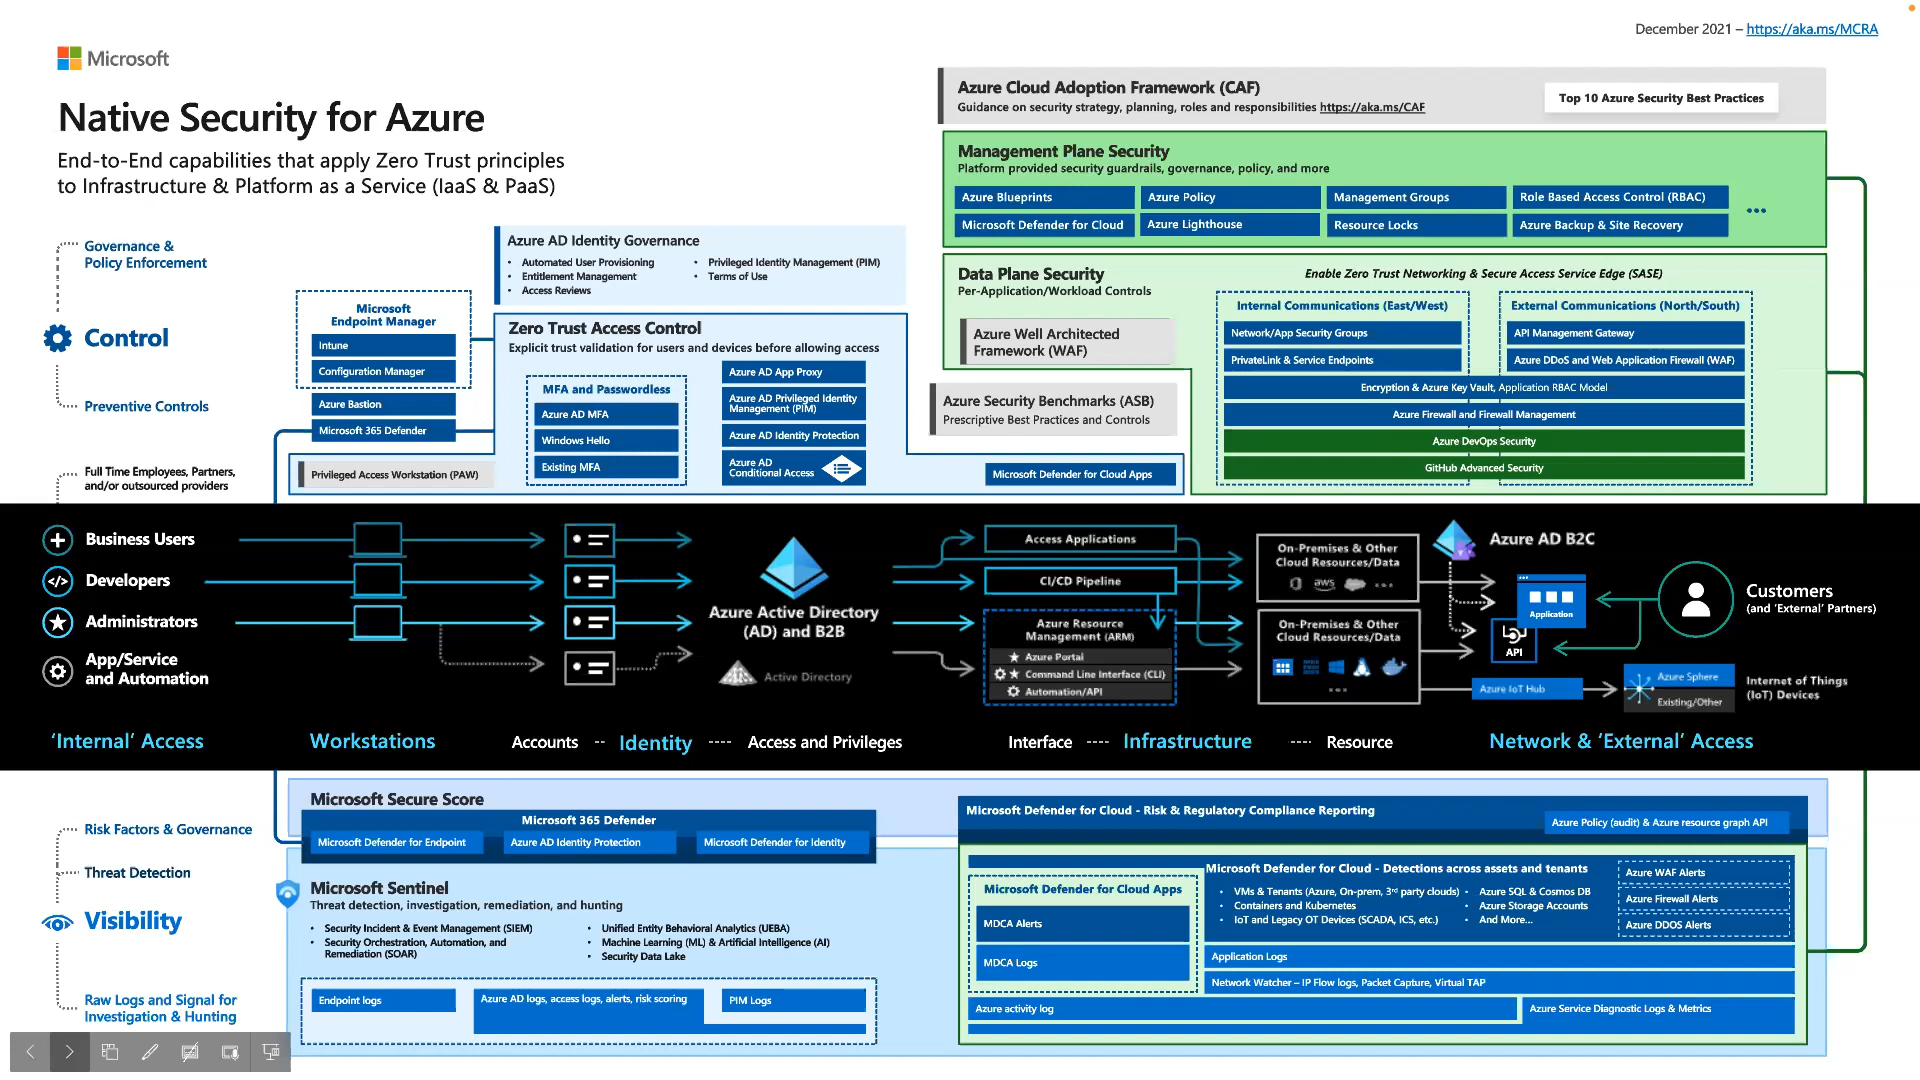 December 2021 – https://aka.ms/MCRA
Microsoft
Native Security for Azure
End-to-End capabilities that apply Zero Trust principles
to Infrastructure & Platform as a Service (IaaS & PaaS)
Azure Cloud Adoption Framework (CAF)
Guidance on security strategy, planning, roles and responsibilities https://aka.ms/CAF
Top 10 Azure Security Best Practices
Management Plane Security
Platform provided security guardrails, governance, policy, and more
Azure Blueprints
Azure Policy
Management Groups
Role Based Access Control (RBAC)
Microsoft Defender for Cloud
Azure Lighthouse
Resource Locks
Azure Backup & Site Recovery
...
Governance &
Policy Enforcement
Control
Preventive Controls
Full Time Employees, Partners,
and/or outsourced providers
Microsoft
Endpoint Manager
Intune
Configuration Manager
Azure Bastion
Microsoft 365 Defender
Privileged Access Workstation (PAW)
Azure AD Identity Governance
• Automated User Provisioning
• Entitlement Management
• Access Reviews
• Privileged Identity Management (PIM)
• Terms of Use
Zero Trust Access Control
Explicit trust validation for users and devices before allowing access
MFA and Passwordless
Azure AD MFA
Windows Hello
Existing MFA
Azure AD App Proxy
Azure AD Privileged Identity
Management (PIM)
Azure AD Identity Protection
Azure AD
Conditional Access
Microsoft Defender for Cloud Apps
Data Plane Security
Per-Application/Workload Controls
Enable Zero Trust Networking & Secure Access Service Edge (SASE)
Azure Well Architected
Framework (WAF)
Azure Security Benchmarks (ASB)
Prescriptive Best Practices and Controls
Internal Communications (East/West)
External Communications (North/South)
Network/App Security Groups
API Management Gateway
PrivateLink & Service Endpoints
Azure DDoS and Web Application Firewall (WAF)
Encryption & Azure Key Vault, Application RBAC Model
Azure Firewall and Firewall Management
Azure DevOps Security
GitHub Advanced Security
Business Users
Developers
Administrators
App/Service
and Automation
Azure Active Directory
(AD) and B2B
Active Directory
Access Applications
CI/CD Pipeline
Azure Resource
Management (ARM)
Azure Portal
Command Line Interface (CLI)
Automation/API
On-Premises & Other
Cloud Resources/Data
aws
On-Premises & Other
Cloud Resources/Data
Azure AD B2C
Application
API
Customers
(and 'External' Partners)
Azure IoT Hub
Azure Sphere
Existing/Other
Internet of Things
(IoT) Devices
'Internal' Access
Workstations
Accounts -- Identity ---- Access and Privileges
Interface ---- Infrastructure ---- Resource
Network & 'External' Access
Risk Factors & Governance
Threat Detection
Visibility
Raw Logs and Signal for
Investigation & Hunting
Microsoft Secure Score
Microsoft 365 Defender
Microsoft Defender for Endpoint
Azure AD Identity Protection
Microsoft Defender for Identity
Microsoft Sentinel
Threat detection, investigation, remediation, and hunting
• Security Incident & Event Management (SIEM)
• Security Orchestration, Automation, and
Remediation (SOAR)
• Unified Entity Behavioral Analytics (UEBA)
• Machine Learning (ML) & Artificial Intelligence (AI)
• Security Data Lake
Endpoint logs
Azure AD logs, access logs, alerts, risk scoring
PIM Logs
Microsoft Defender for Cloud - Risk & Regulatory Compliance Reporting
Azure Policy (audit) & Azure resource graph API
Microsoft Defender for Cloud Apps
MDCA Alerts
MDCA Logs
Microsoft Defender for Cloud - Detections across assets and tenants
• VMs & Tenants (Azure, On-prem, 3rd party clouds)
• Containers and Kubernetes
• IoT and Legacy OT Devices (SCADA, ICS, etc.)
• Azure SQL & Cosmos DB
• Azure Storage Accounts
• And More...
Azure WAF Alerts
Azure Firewall Alerts
Azure DDOS Alerts
Application Logs
Network Watcher – IP Flow logs, Packet Capture, Virtual TAP
Azure activity log
Azure Service Diagnostic Logs & Metrics